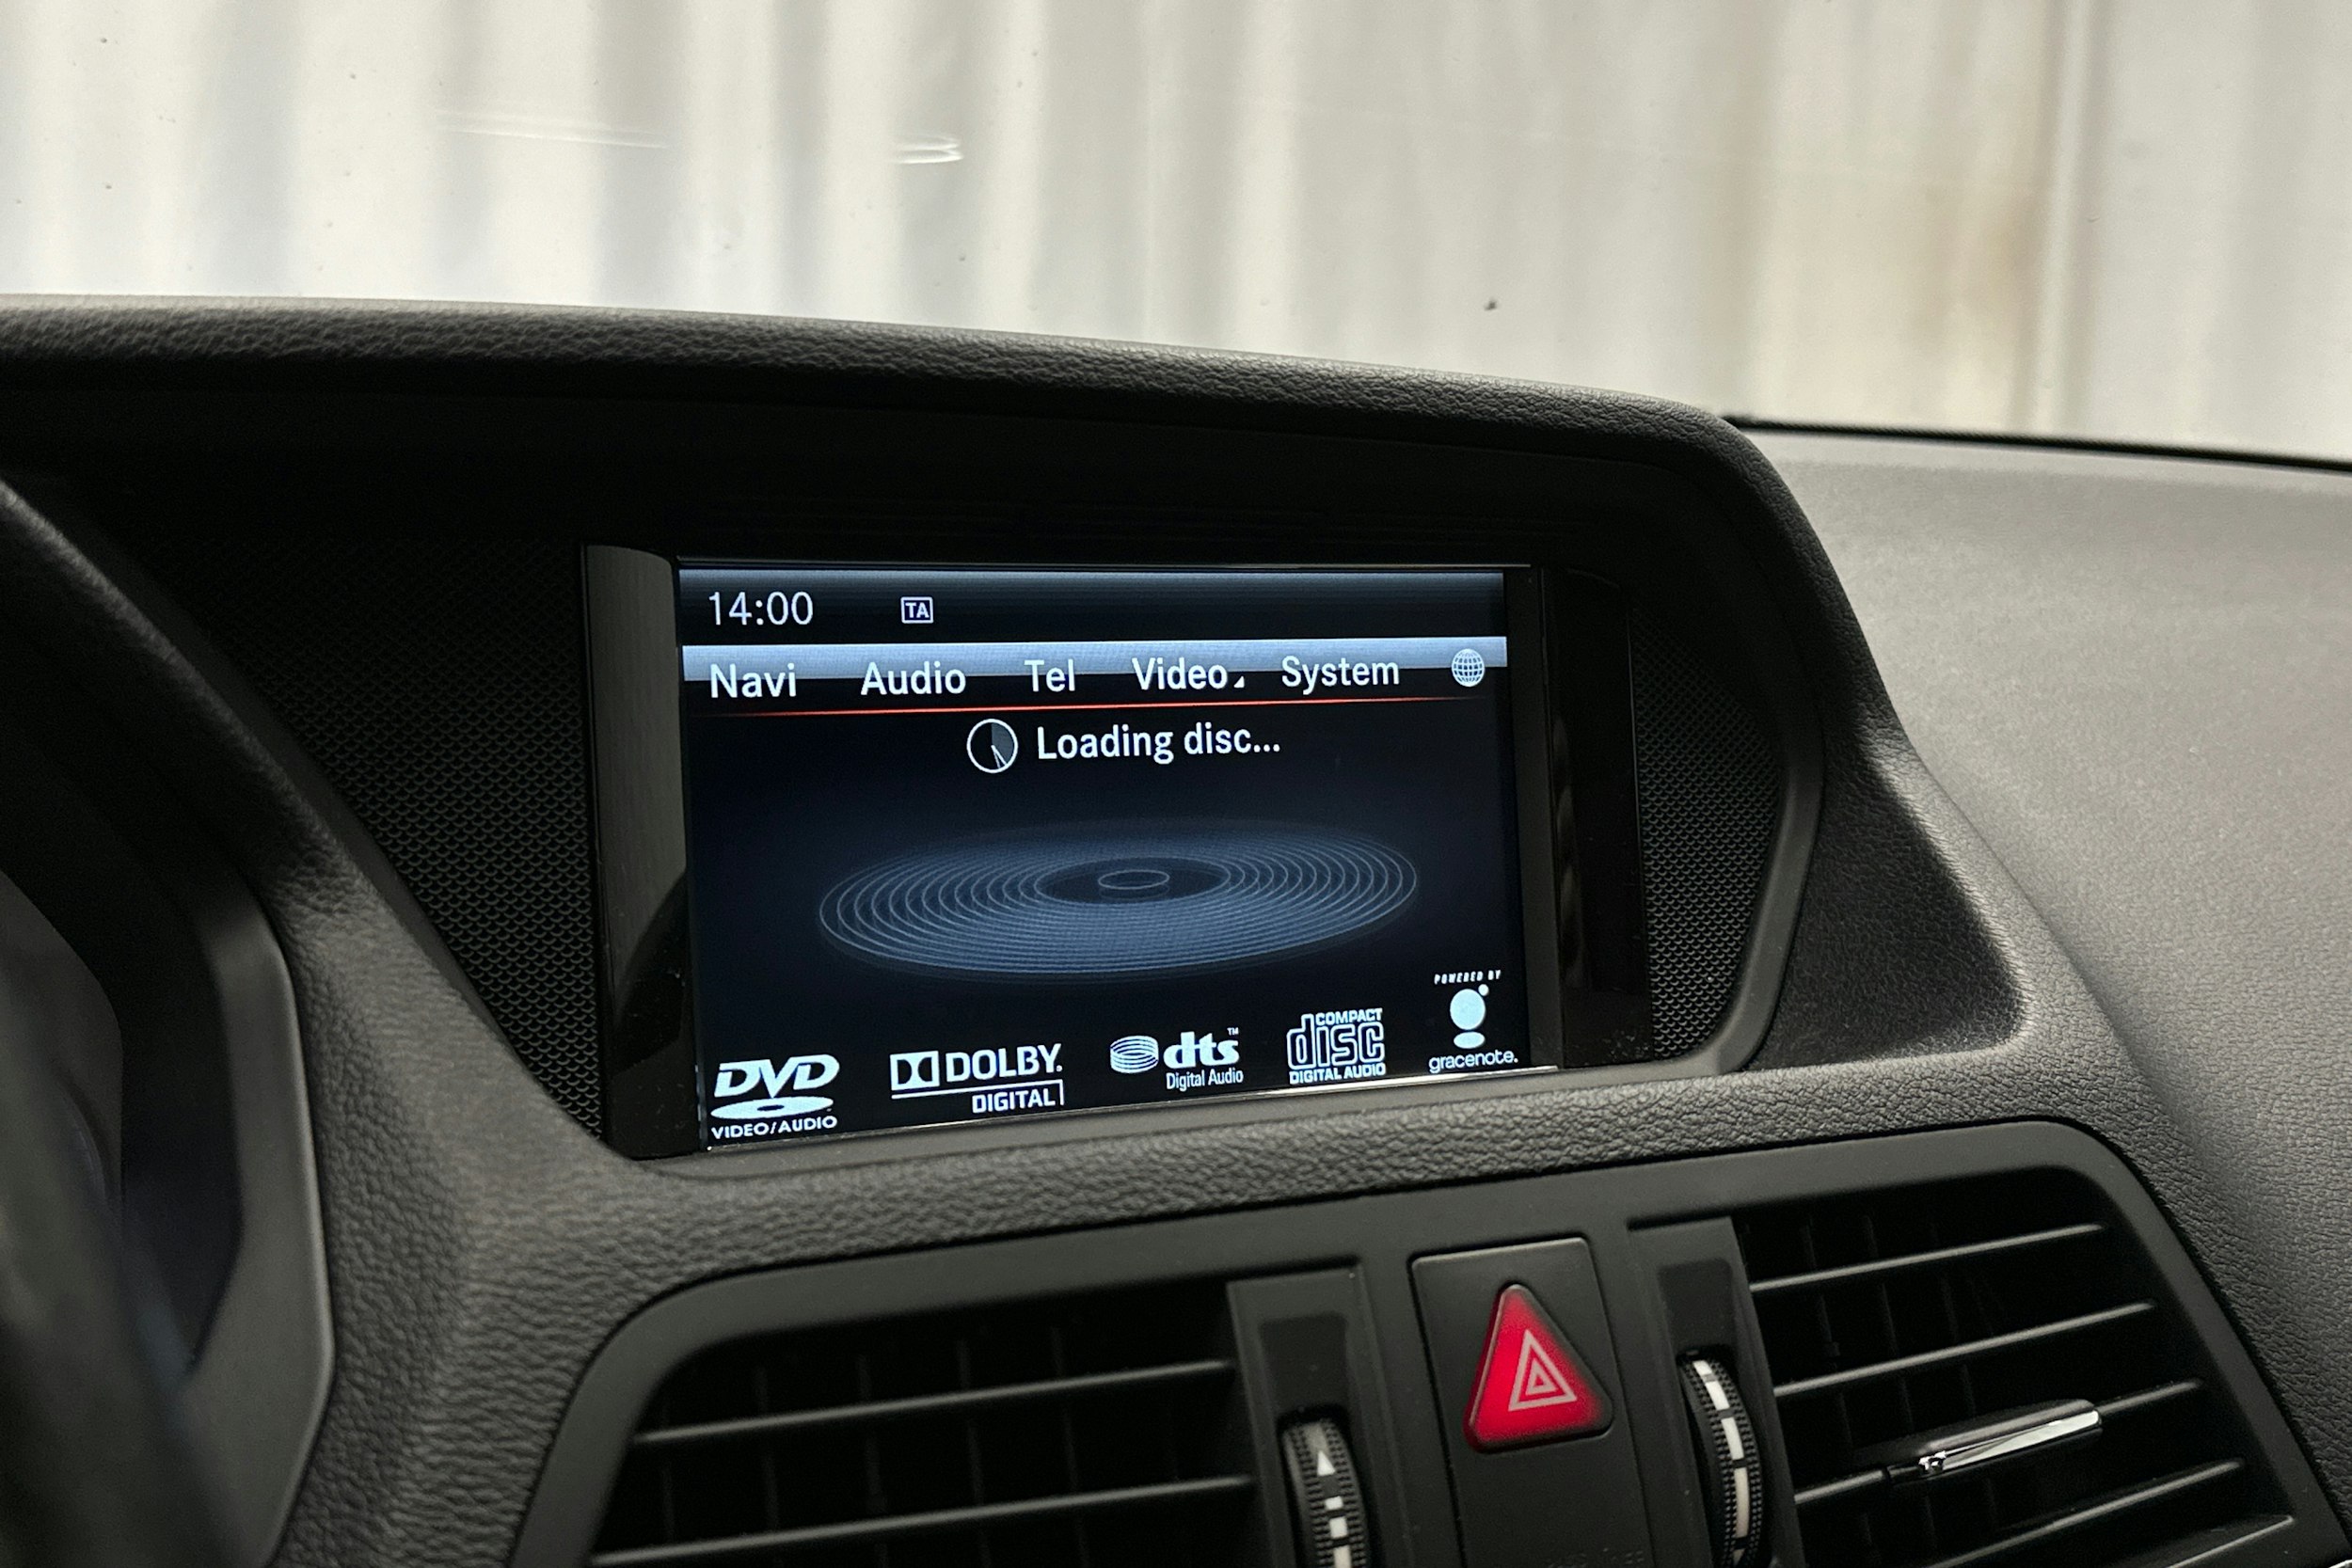 14:00 TA
Navi Audio Tel Video System
Loading disc...
DVD
VIDEO/AUDIO
DOLBY.
DIGITAL
dts™
Digital Audio
COMPACT
disc
DIGITAL AUDIO
POWERED BY
gracenote.